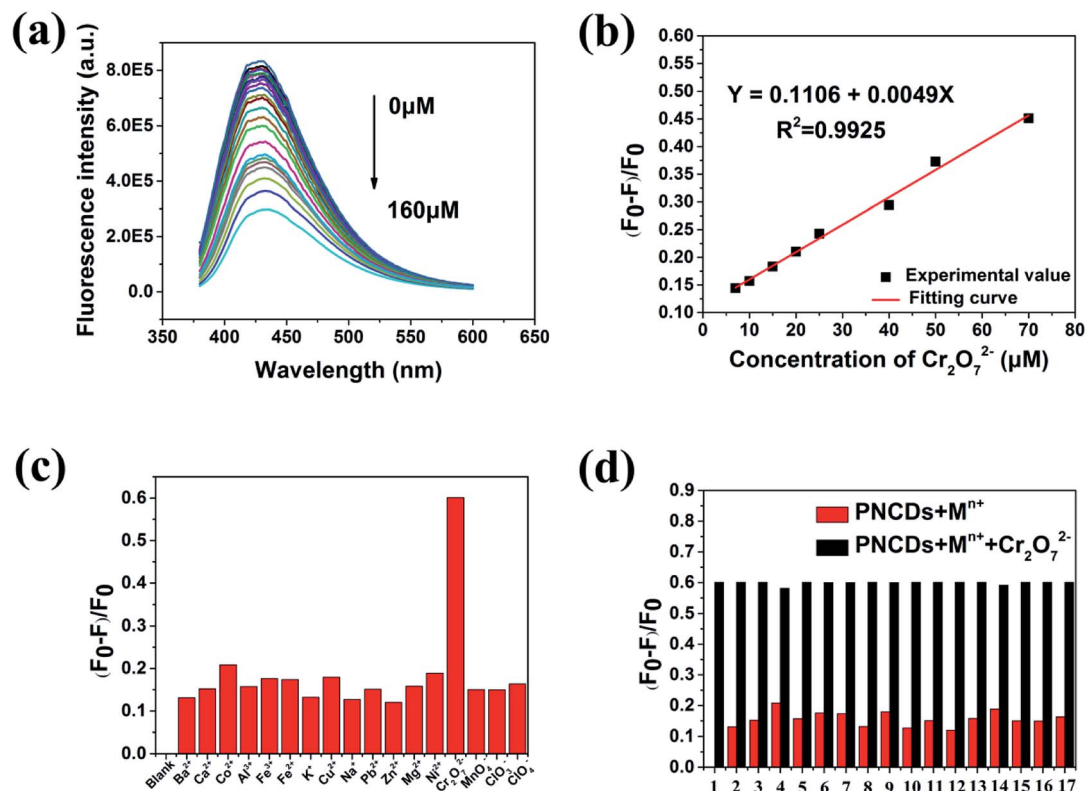 (a)
Fluorescence intensity (a.u.)
8.0E5
6.0E5
4.0E5
2.0E5
0.0
0μM
160μM
350 400 450 500 550 600 650
Wavelength (nm)
(b)
(F₀-F)/F₀
0.60
0.55
0.50
0.45
0.40
0.35
0.30
0.25
0.20
0.15
0.10
Y = 0.1106 + 0.0049X
R²=0.9925
Experimental value
Fitting curve
0 10 20 30 40 50 60 70 80
Concentration of Cr₂O₇²⁻ (μM)
(c)
(F₀-F)/F₀
0.6
0.5
0.4
0.3
0.2
0.1
0.0
Blank Ba²⁺ Ca²⁺ Co²⁺ Al³⁺ Fe³⁺ Fe²⁺ K⁺ Cu²⁺ Na⁺ Pb²⁺ Zn²⁺ Mg²⁺ Ni²⁺ Cr₂O₇²⁻ MnO₄⁻ ClO⁻ ClO₄⁻
(d)
(F₀-F)/F₀
0.9
0.8
0.7
0.6
0.5
0.4
0.3
0.2
0.1
0.0
PNCDs+Mⁿ⁺
PNCDs+Mⁿ⁺+Cr₂O₇²⁻
1 2 3 4 5 6 7 8 9 10 11 12 13 14 15 16 17